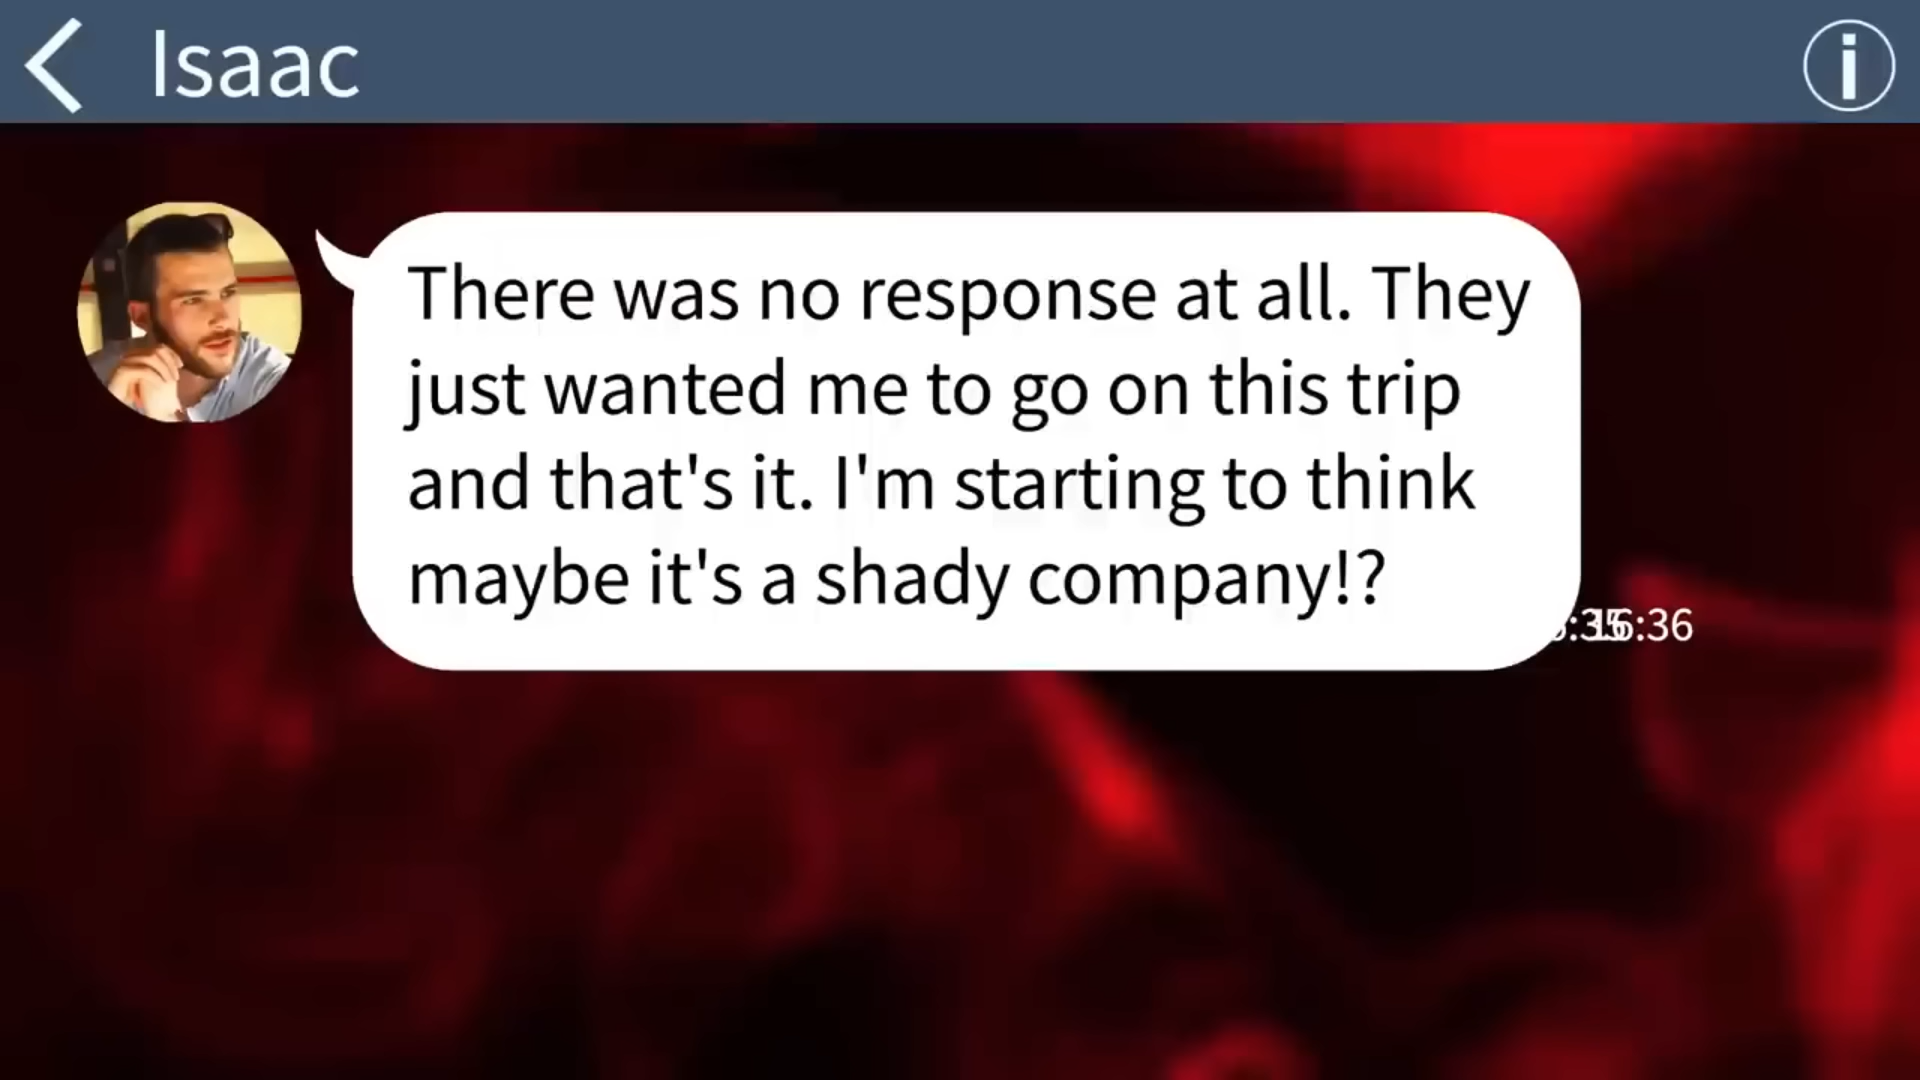 Isaac
There was no response at all. They
just wanted me to go on this trip
and that's it. I'm starting to think
maybe it's a shady company!?
:36